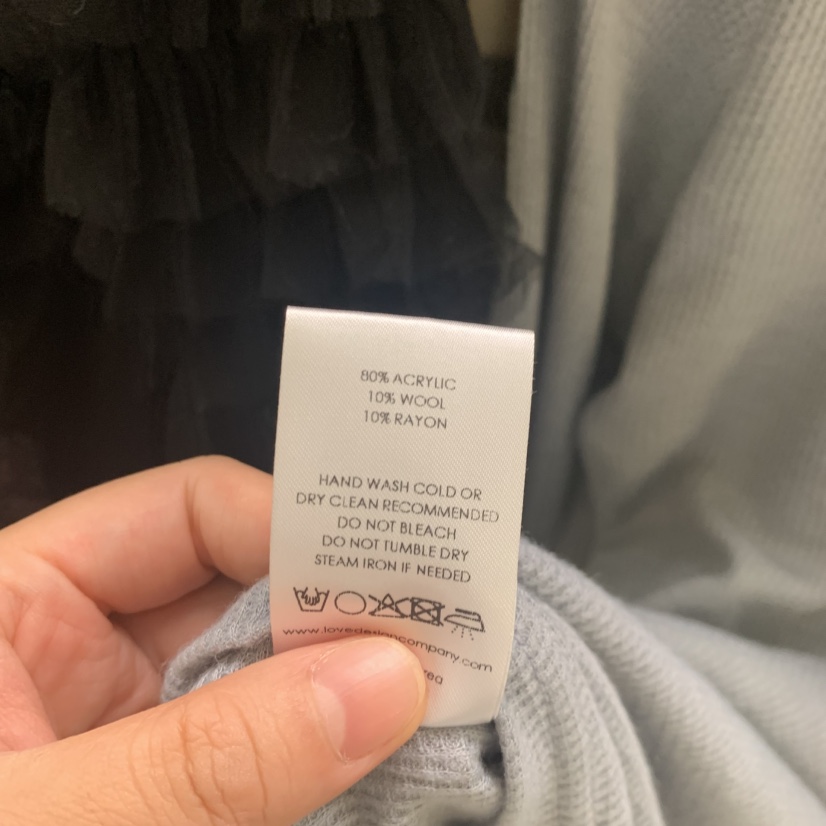 80% ACRYLIC
10% WOOL
10% RAYON
HAND WASH COLD OR
DRY CLEAN RECOMMENDED
DO NOT BLEACH
DO NOT TUMBLE DRY
STEAM IRON IF NEEDED
www.lovedesigncompany.com